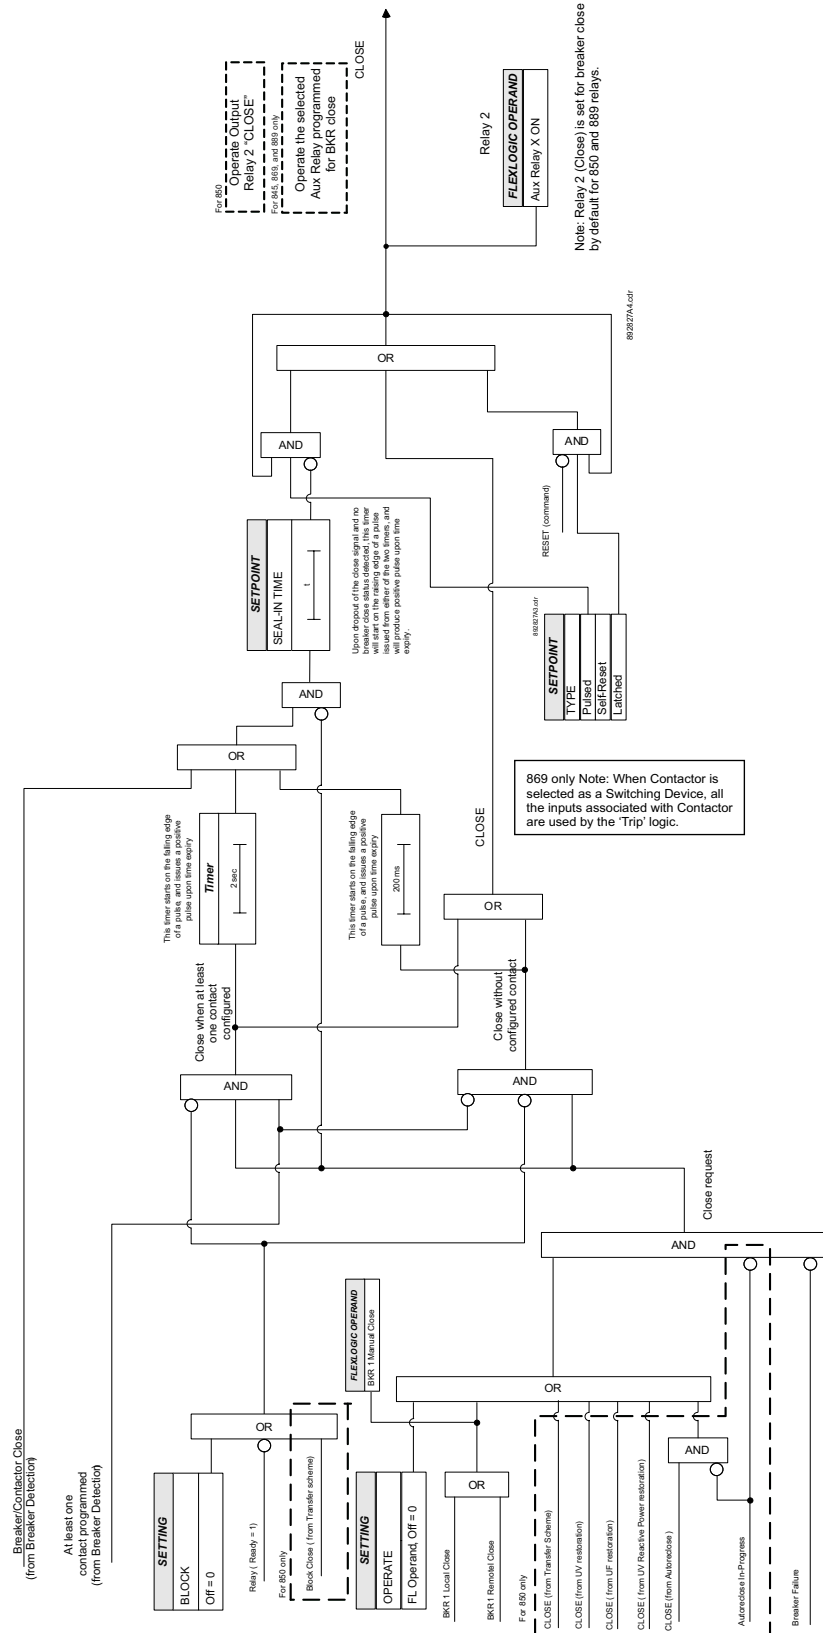 CLOSE
For 850
Operate Output
Relay 2 "CLOSE"
For 845, 869, and 889 only
Operate the selected
Aux Relay programmed
for BKR close
Relay 2
FLEXLOGIC OPERAND
Aux Relay X ON
Note: Relay 2 (Close) is set for breaker close
by default for 850 and 889 relays.
892827A4.cdr
OR
AND
AND
RESET (command)
SETPOINT
SEAL-IN TIME
t
Upon dropout of the close signal and no
breaker close status detected, this timer
will start on the raising edge of a pulse
issued from either of the two timers, and
will produce positive pulse upon time
expiry.
892827A3.cdr
SETPOINT
TYPE
Pulsed
Self-Reset
Latched
AND
OR
869 only Note: When Contactor is
selected as a Switching Device, all
the inputs associated with Contactor
are used by the 'Trip' logic.
This timer starts on the falling edge
of a pulse, and issues a positive
pulse upon time expiry
Timer
2 sec
This timer starts on the falling edge
of a pulse, and issues a positive
pulse upon time expiry
200 ms
CLOSE
OR
Close when at least
one contact
configured
Close without
configured contact
AND
AND
Close request
AND
Breaker/Contactor Close
(from Breaker Detection)
At least one
contact programmed
(from Breaker Detection)
OR
SETTING
BLOCK
Off = 0
Relay ( Ready = 1)
For 850 only
Block Close ( from Transfer scheme)
FLEXLOGIC OPERAND
BKR 1 Manual Close
OR
SETTING
OPERATE
FL Operand, Off = 0
OR
BKR 1 Local Close
BKR 1 Remotel Close
For 850 only
CLOSE (from Transfer Scheme)
CLOSE (from UV restoration)
CLOSE ( from UF restoration)
CLOSE ( from UV Reactive Power restoration)
CLOSE (from Autoreclose)
AND
Autoreclose In-Progress
Breaker Failure